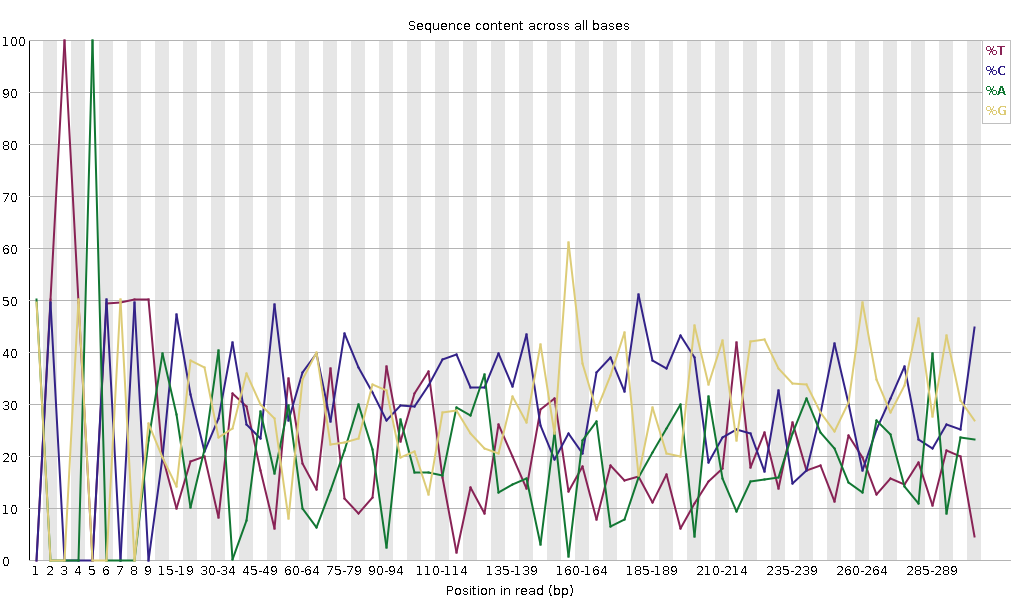 Sequence content across all bases
100
90
80
70
60
50
40
30
20
10
0
%T
%C
%A
%G
1 2 3 4 5 6 7 8 9 15-19 30-34 45-49 60-64 75-79 90-94 110-114 135-139 160-164 185-189 210-214 235-239 260-264 285-289
Position in read (bp)